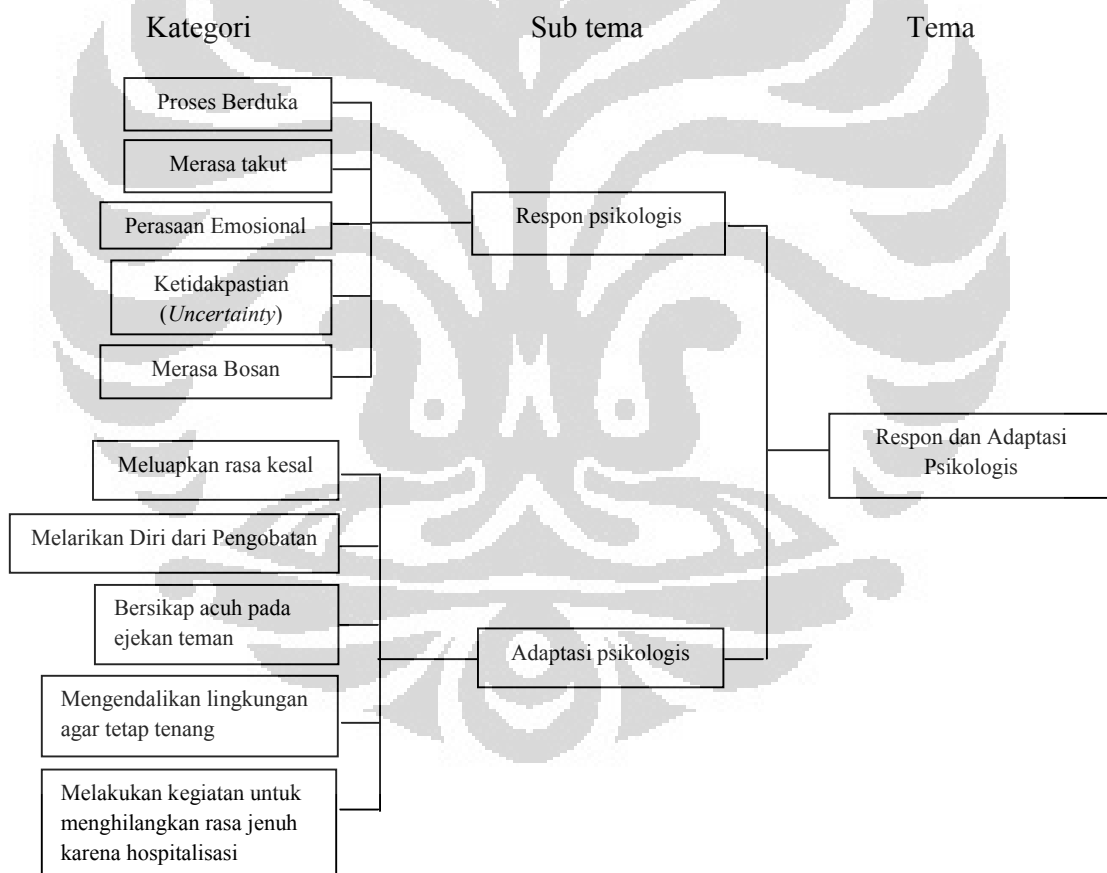 Kategori Sub tema Tema
Proses Berduka
Merasa takut
Perasaan Emosional
Ketidakpastian
(Uncertainty)
Merasa Bosan
Respon psikologis
Meluapkan rasa kesal
Melarikan Diri dari Pengobatan
Bersikap acuh pada
ejekan teman
Mengendalikan lingkungan
agar tetap tenang
Melakukan kegiatan untuk
menghilangkan rasa jenuh
karena hospitalisasi
Adaptasi psikologis
Respon dan Adaptasi
Psikologis